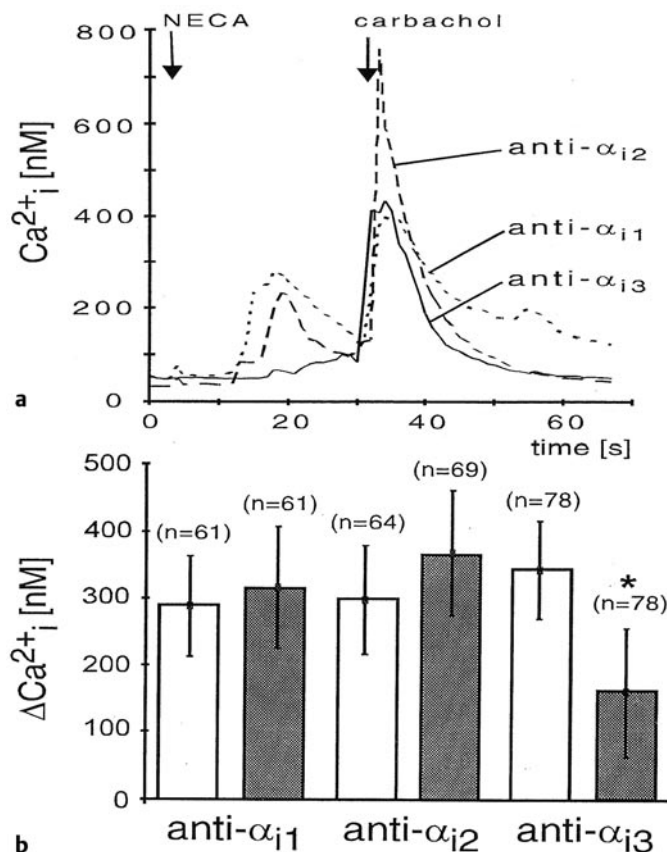 NECA carbachol
800
600
400
200
0
Ca2+i [nM]
anti-αi2
anti-αi1
anti-αi3
a
0 20 40 60
time [s]
500
400
300
200
100
0
ΔCa2+i [nM]
(n=61) (n=61) (n=64) (n=69) (n=78)
*
(n=78)
anti-αi1 anti-αi2 anti-αi3
b